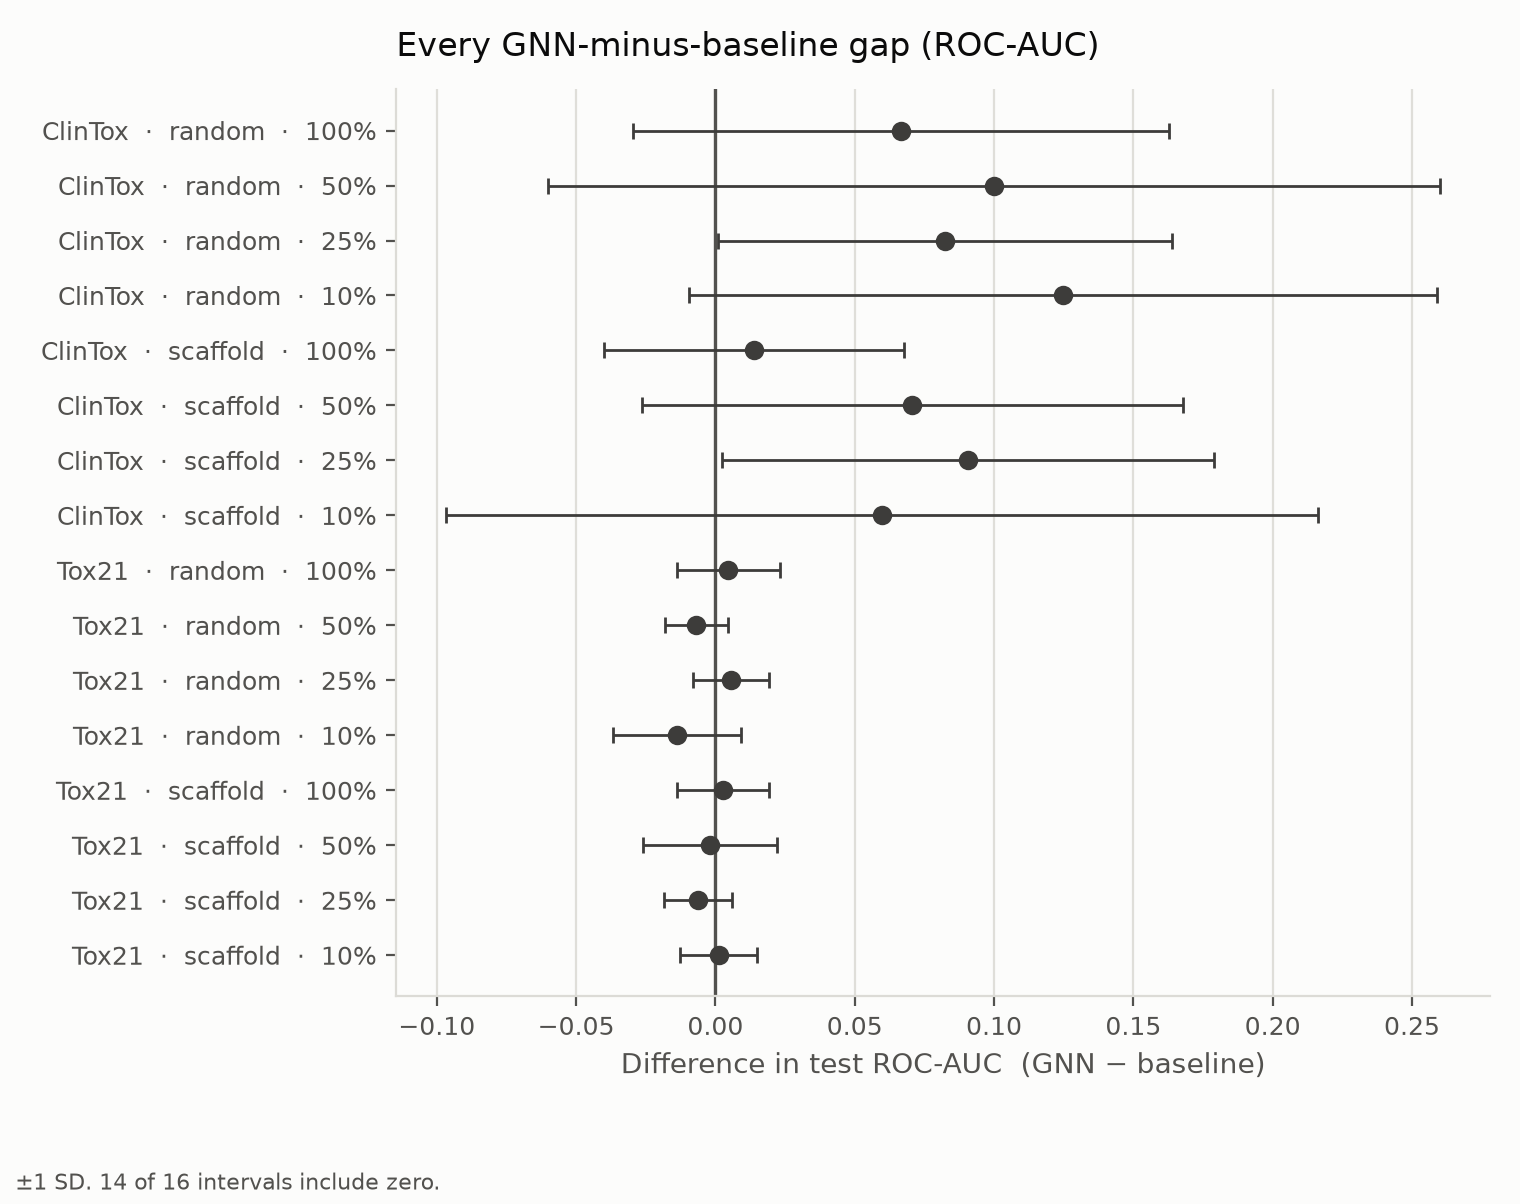 Every GNN-minus-baseline gap (ROC-AUC)
ClinTox · random · 100%
ClinTox · random · 50%
ClinTox · random · 25%
ClinTox · random · 10%
ClinTox · scaffold · 100%
ClinTox · scaffold · 50%
ClinTox · scaffold · 25%
ClinTox · scaffold · 10%
Tox21 · random · 100%
Tox21 · random · 50%
Tox21 · random · 25%
Tox21 · random · 10%
Tox21 · scaffold · 100%
Tox21 · scaffold · 50%
Tox21 · scaffold · 25%
Tox21 · scaffold · 10%
−0.10 −0.05 0.00 0.05 0.10 0.15 0.20 0.25
Difference in test ROC-AUC (GNN − baseline)
±1 SD. 14 of 16 intervals include zero.